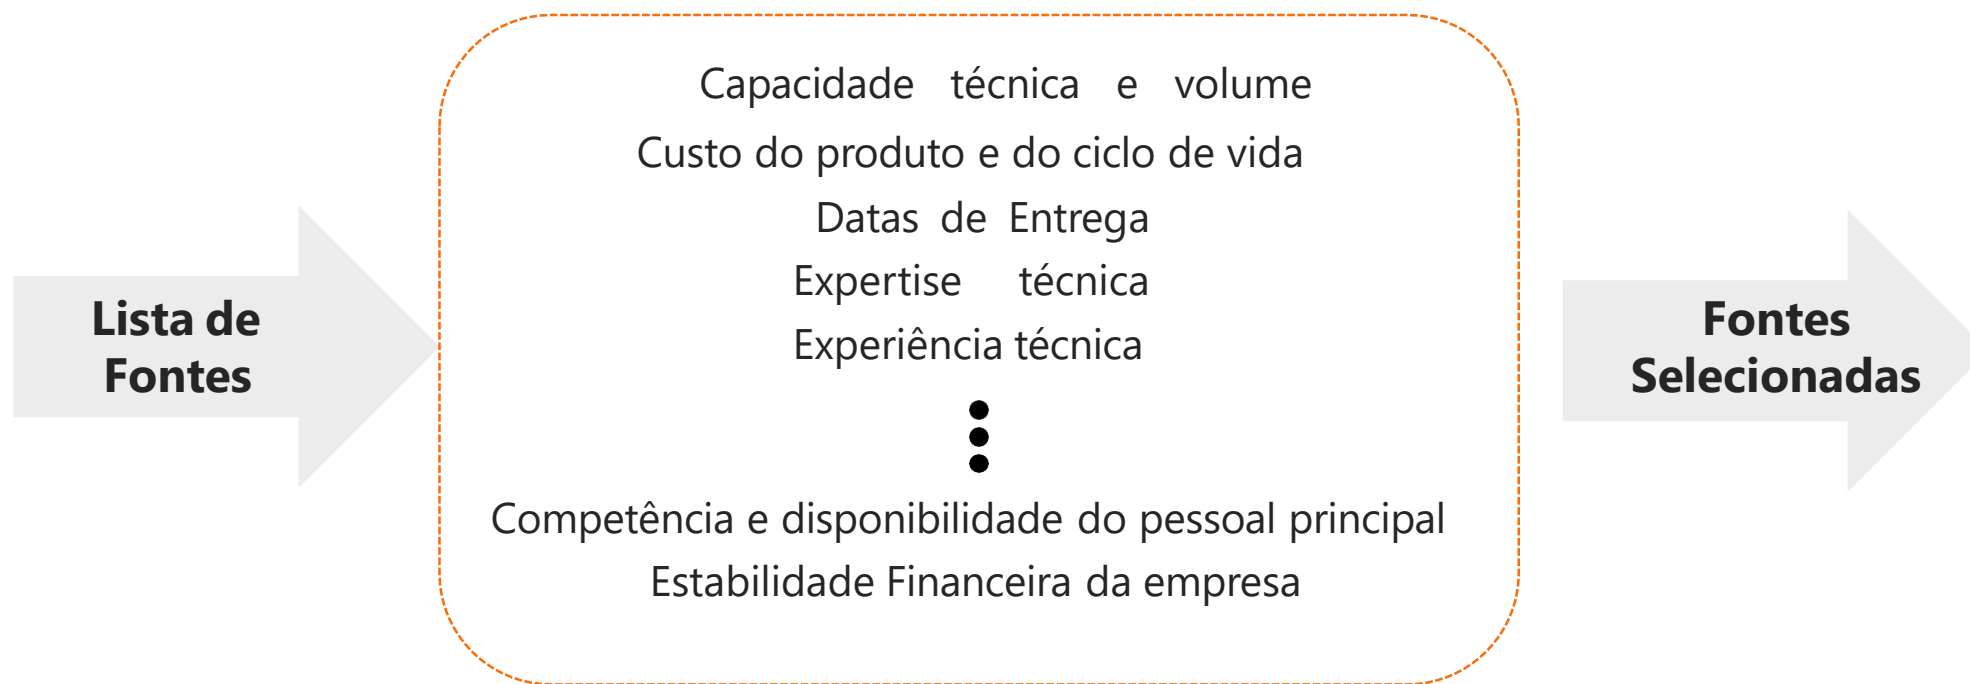 Lista de
Fontes
Capacidade técnica e volume
Custo do produto e do ciclo de vida
Datas de Entrega
Expertise técnica
Experiência técnica
Competência e disponibilidade do pessoal principal
Estabilidade Financeira da empresa
Fontes
Selecionadas